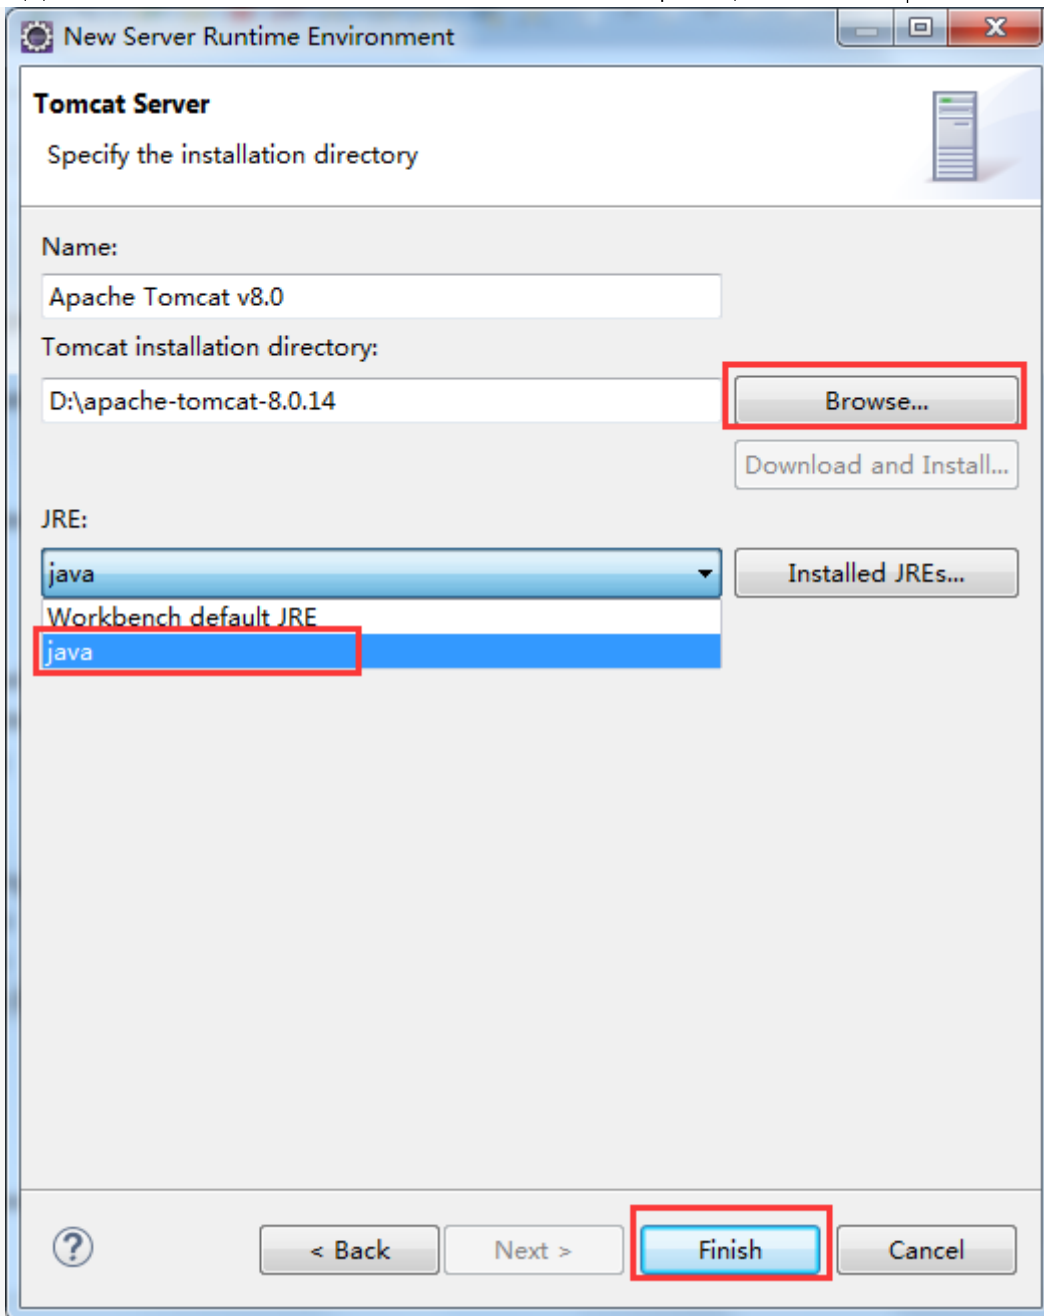 New Server Runtime Environment
Tomcat Server
Specify the installation directory
Name:
Apache Tomcat v8.0
Tomcat installation directory:
D:\apache-tomcat-8.0.14
Browse...
Download and Install...
JRE:
java
Installed JREs...
Workbench default JRE
java
?
< Back
Next >
Finish
Cancel